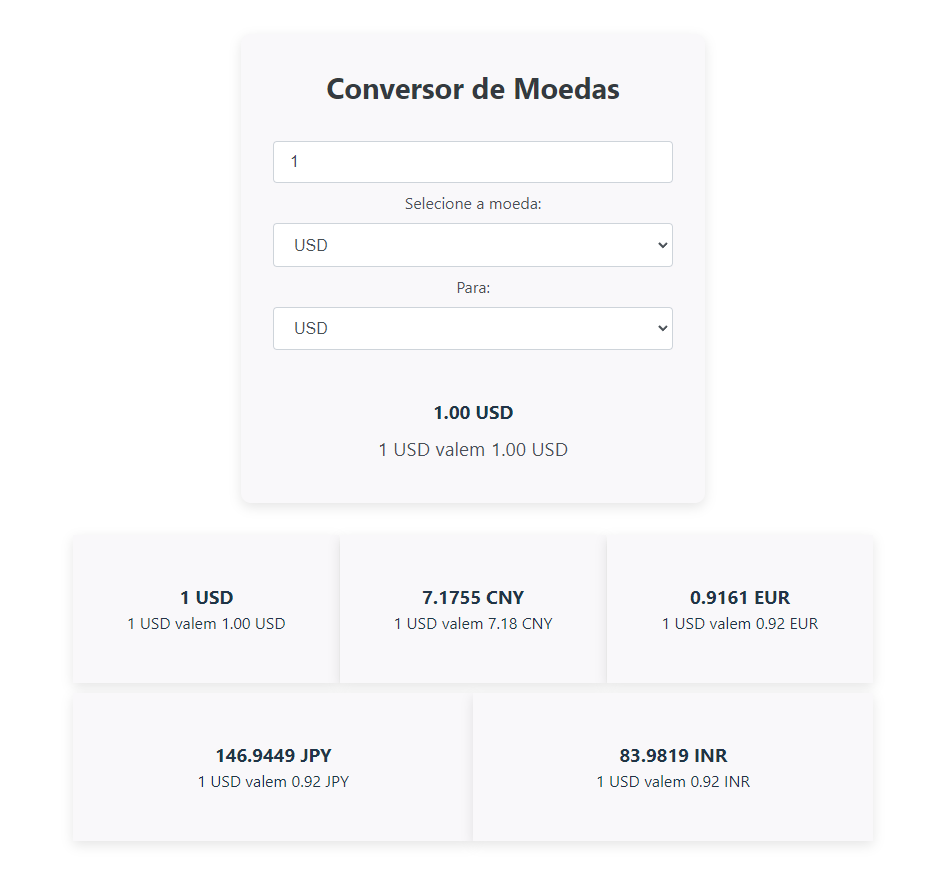 Conversor de Moedas
1
Selecione a moeda:
USD
Para:
USD
1.00 USD
1 USD valem 1.00 USD
1 USD
1 USD valem 1.00 USD
7.1755 CNY
1 USD valem 7.18 CNY
0.9161 EUR
1 USD valem 0.92 EUR
146.9449 JPY
1 USD valem 0.92 JPY
83.9819 INR
1 USD valem 0.92 INR